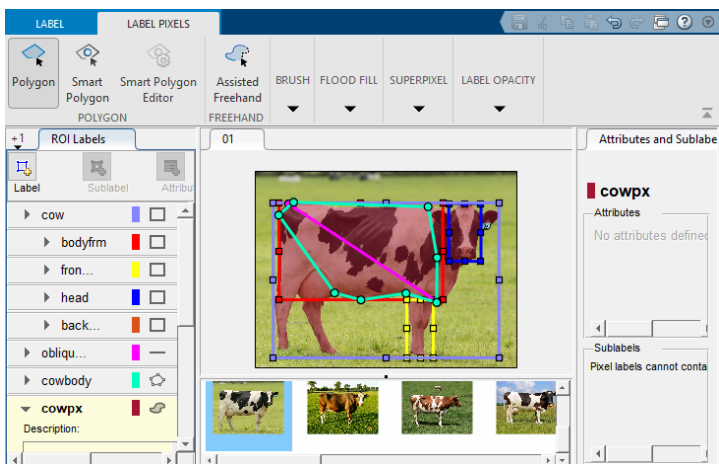 LABEL
LABEL PIXELS
Polygon
Smart Polygon
Smart Polygon Editor
Assisted Freehand
POLYGON
FREEHAND
BRUSH
FLOOD FILL
SUPERPIXEL
LABEL OPACITY
+1
ROI Labels
Label
Sublabel
Attribut
cow
bodyfrm
fron...
head
back...
obliqu...
cowbody
cowpx
Description:
01
Attributes and Sublabe
cowpx
Attributes
No attributes defined
Sublabels
Pixel labels cannot conta